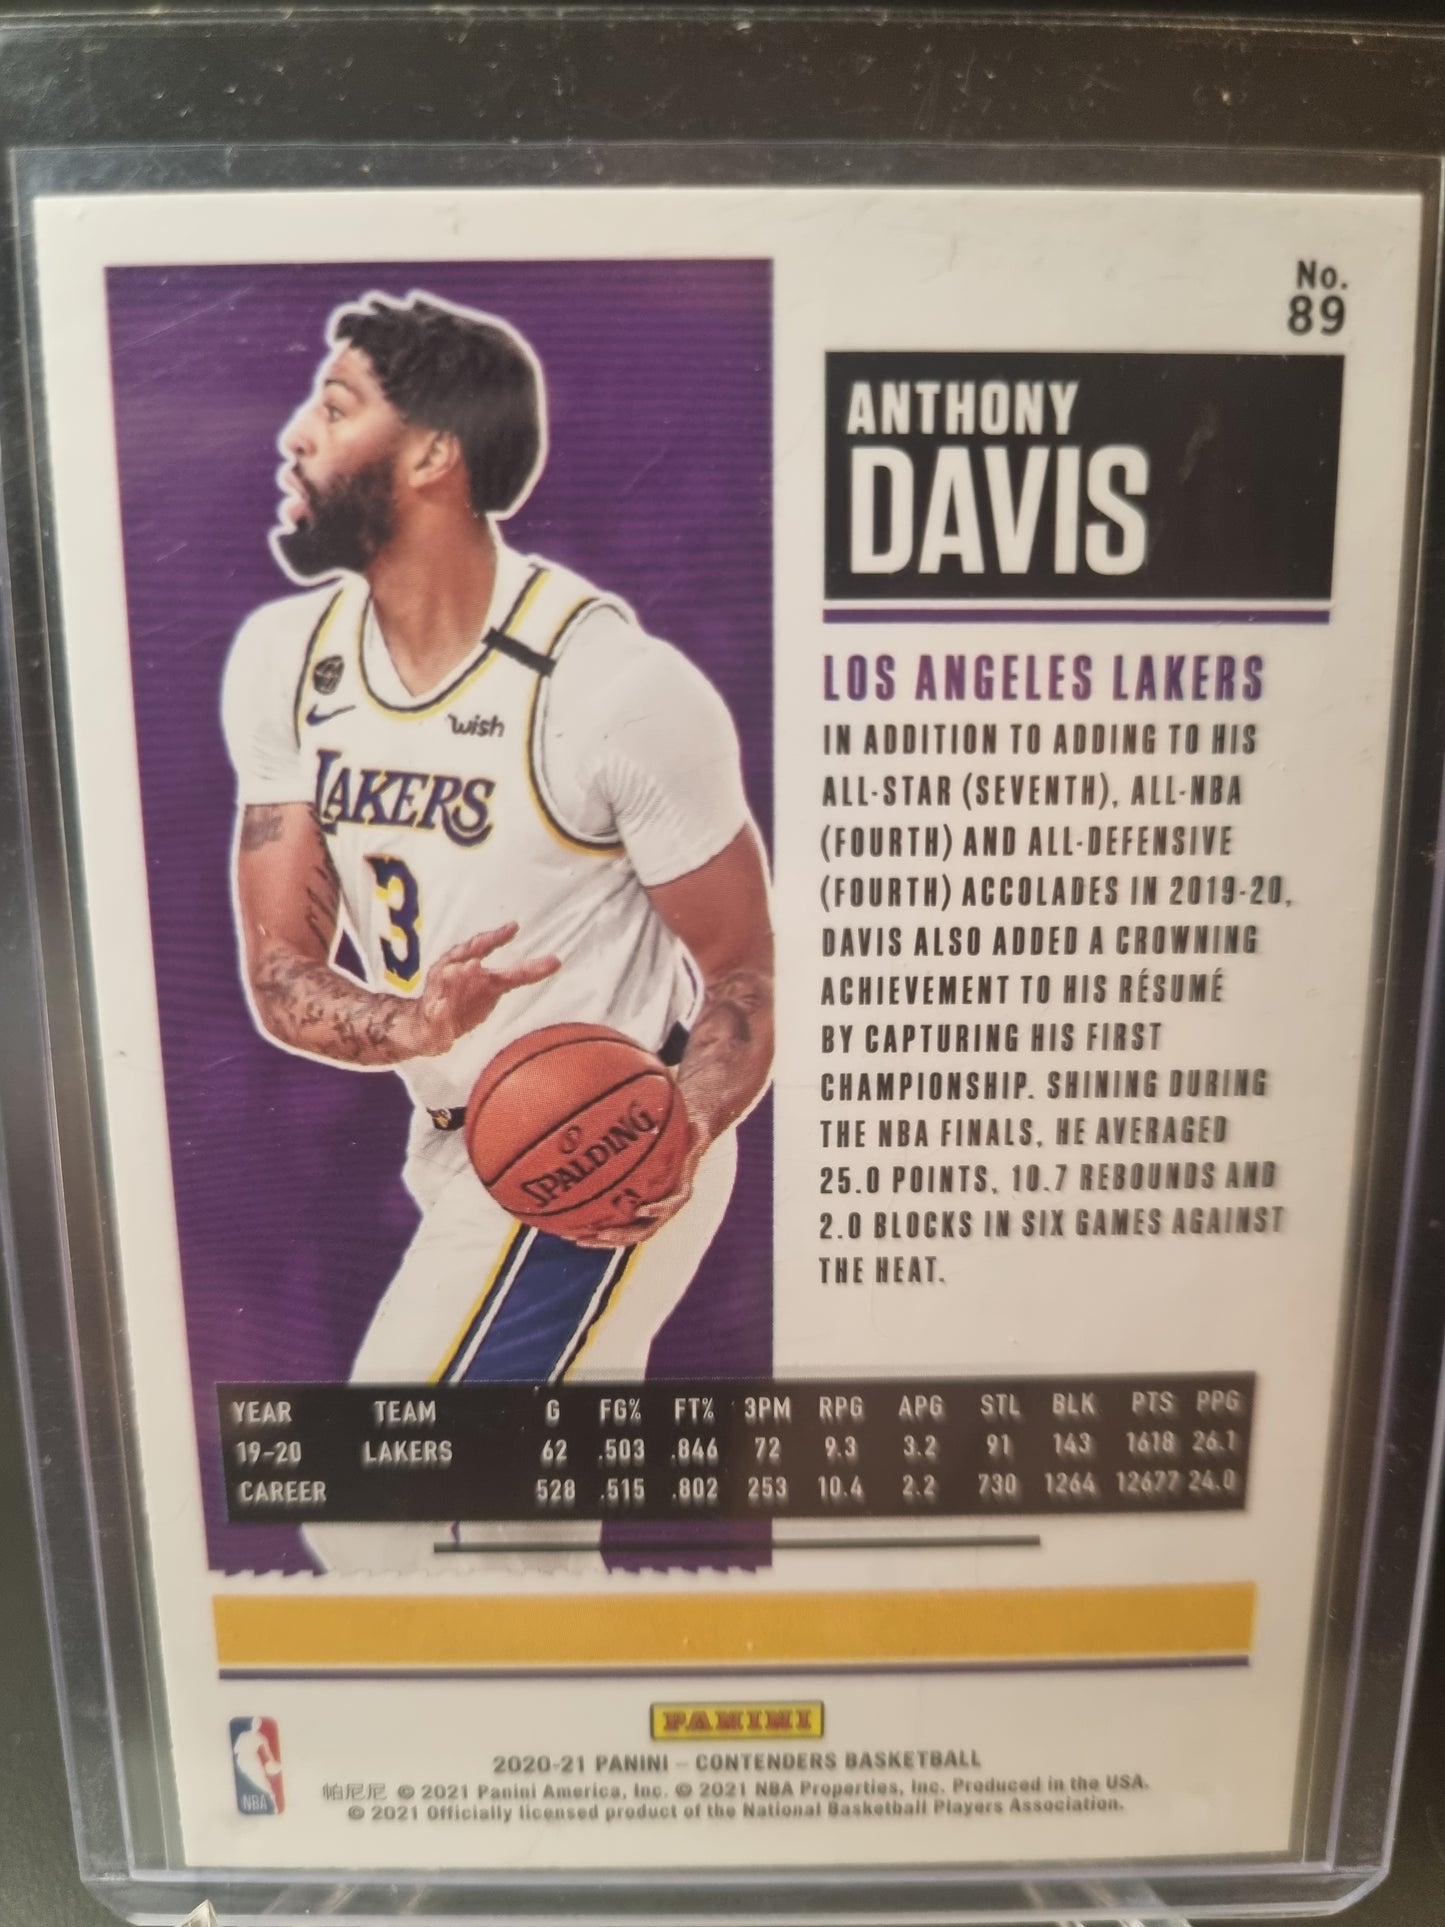 No.
89
ANTHONY
DAVIS
LOS ANGELES LAKERS
IN ADDITION TO ADDING TO HIS
ALL-STAR (SEVENTH), ALL-NBA
(FOURTH) AND ALL-DEFENSIVE
(FOURTH) ACCOLADES IN 2019-20,
DAVIS ALSO ADDED A CROWNING
ACHIEVEMENT TO HIS RÉSUMÉ
BY CAPTURING HIS FIRST
CHAMPIONSHIP. SHINING DURING
THE NBA FINALS, HE AVERAGED
25.0 POINTS, 10.7 REBOUNDS AND
2.0 BLOCKS IN SIX GAMES AGAINST
THE HEAT.
wish
LAKERS
3
SPALDING
YEAR TEAM G FG% FT% 3PM RPG APG STL BLK PTS PPG
19-20 LAKERS 62 .503 .846 72 9.3 3.2 91 143 1618 26.1
CAREER 528 .515 .802 253 10.4 2.2 730 1264 12677 24.0
PANINI
NBA
2020-21 PANINI – CONTENDERS BASKETBALL
帕尼尼 © 2021 Panini America, Inc. © 2021 NBA Properties, Inc. Produced in the USA.
© 2021 Officially licensed product of the National Basketball Players Association.